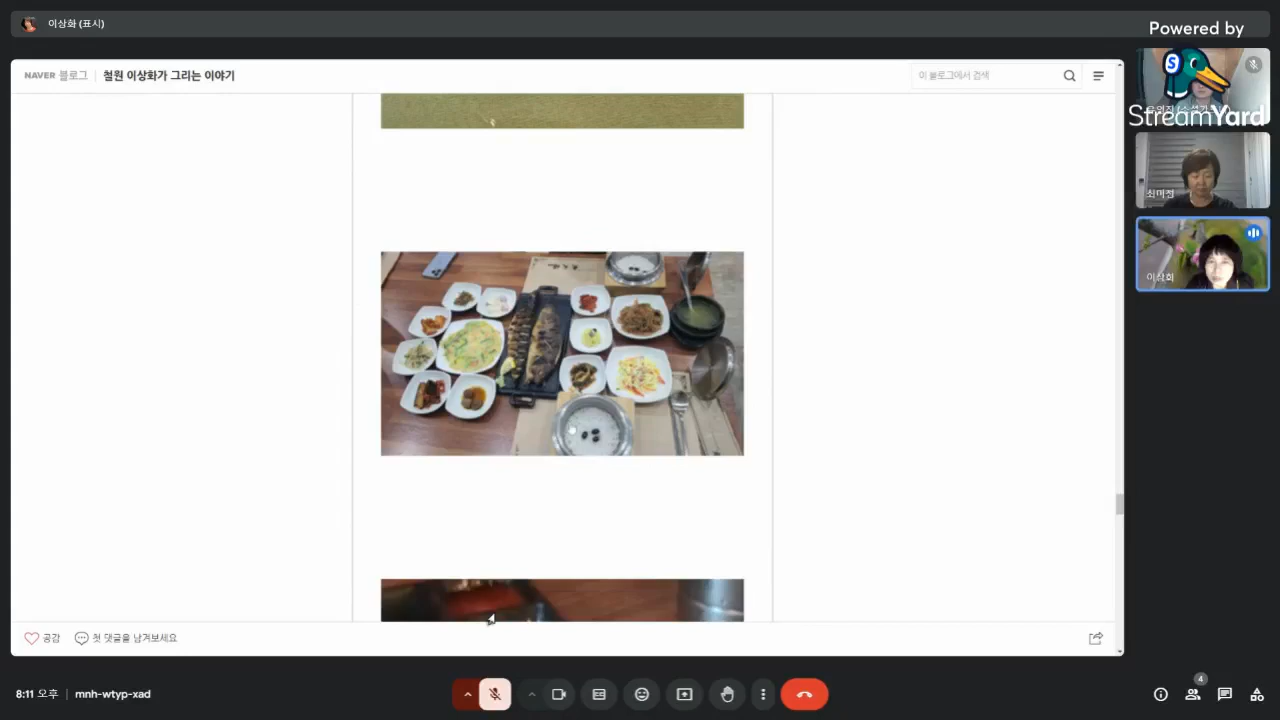 이상화 (표시)
Powered by
StreamYard
NAVER 블로그 | 철원 이상화가 그리는 이야기
이 블로그에서 검색
최미정
이상화
공감
첫 댓글을 남겨보세요
8:11 오후 | mnh-wtyp-xad
4